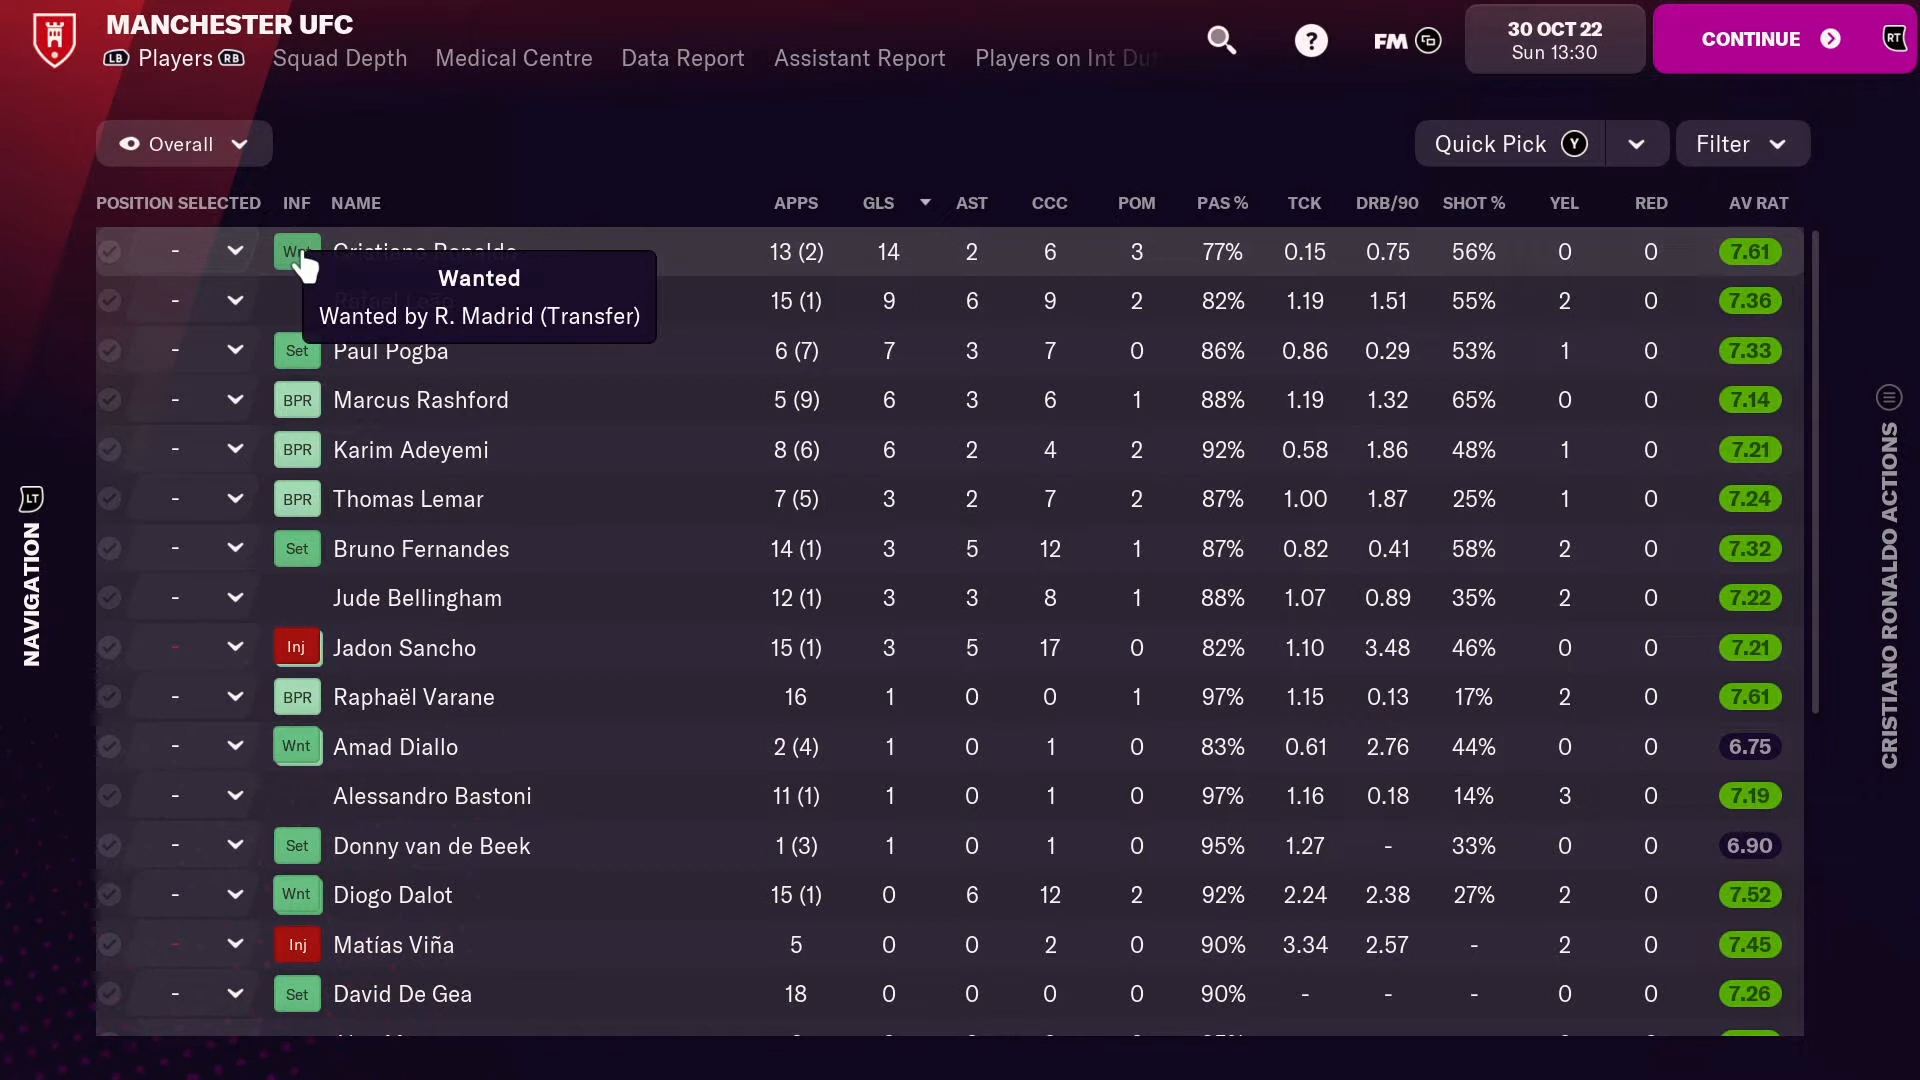 MANCHESTER UFC
LB Players RB Squad Depth Medical Centre Data Report Assistant Report Players on Int Dut
? FM 30 OCT 22 CONTINUE RT
Sun 13:30
Overall Quick Pick Y Filter
POSITION SELECTED INF NAME APPS GLS AST CCC POM PAS % TCK DRB/90 SHOT % YEL RED AV RAT
- Wnt Cristiano Ronaldo 13 (2) 14 2 6 3 77% 0.15 0.75 56% 0 0 7.61
Wanted
Wanted by R. Madrid (Transfer)
- Rafael Leão 15 (1) 9 6 9 2 82% 1.19 1.51 55% 2 0 7.36
- Set Paul Pogba 6 (7) 7 3 7 0 86% 0.86 0.29 53% 1 0 7.33
- BPR Marcus Rashford 5 (9) 6 3 6 1 88% 1.19 1.32 65% 0 0 7.14
- BPR Karim Adeyemi 8 (6) 6 2 4 2 92% 0.58 1.86 48% 1 0 7.21
- BPR Thomas Lemar 7 (5) 3 2 7 2 87% 1.00 1.87 25% 1 0 7.24
- Set Bruno Fernandes 14 (1) 3 5 12 1 87% 0.82 0.41 58% 2 0 7.32
- Jude Bellingham 12 (1) 3 3 8 1 88% 1.07 0.89 35% 2 0 7.22
- Inj Jadon Sancho 15 (1) 3 5 17 0 82% 1.10 3.48 46% 0 0 7.21
- BPR Raphaël Varane 16 1 0 0 1 97% 1.15 0.13 17% 2 0 7.61
- Wnt Amad Diallo 2 (4) 1 0 1 0 83% 0.61 2.76 44% 0 0 6.75
- Alessandro Bastoni 11 (1) 1 0 1 0 97% 1.16 0.18 14% 3 0 7.19
- Set Donny van de Beek 1 (3) 1 0 1 0 95% 1.27 - 33% 0 0 6.90
- Wnt Diogo Dalot 15 (1) 0 6 12 2 92% 2.24 2.38 27% 2 0 7.52
- Inj Matías Viña 5 0 0 2 0 90% 3.34 2.57 - 2 0 7.45
- Set David De Gea 18 0 0 0 0 90% - - - 0 0 7.26
NAVIGATION LT
CRISTIANO RONALDO ACTIONS